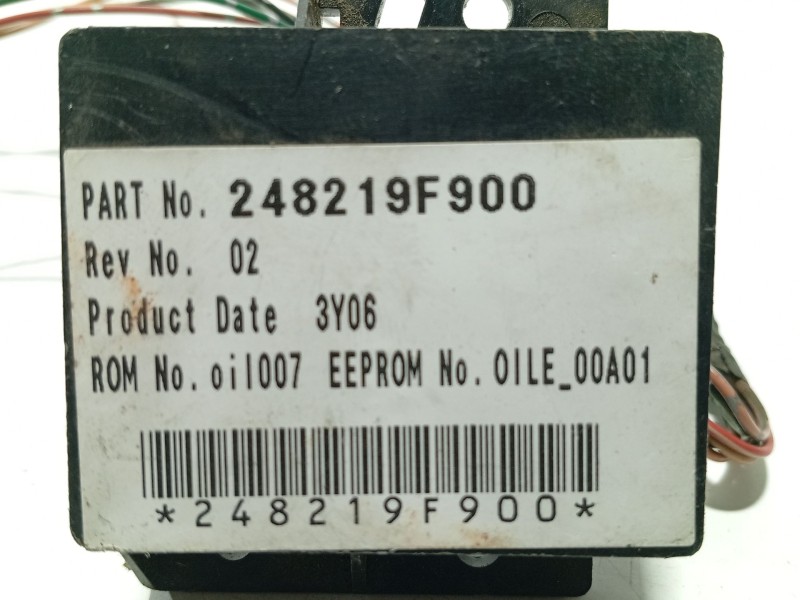 PART No. 248219F900
Rev No. 02
Product Date 3Y06
ROM No. oil007 EEPROM No. OILE_00A01
*248219F900*